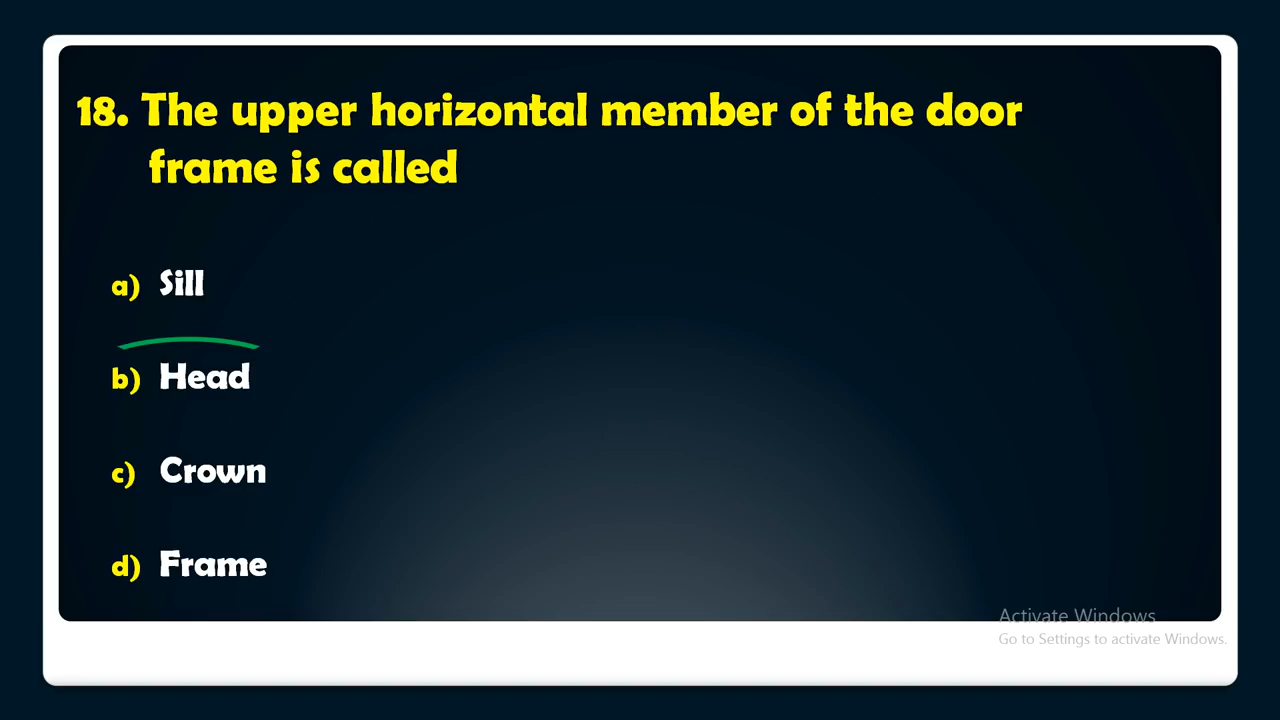 18. The upper horizontal member of the door
frame is called
a) Sill
b) Head
c) Crown
d) Frame
Activate Windows
Go to Settings to activate Windows.